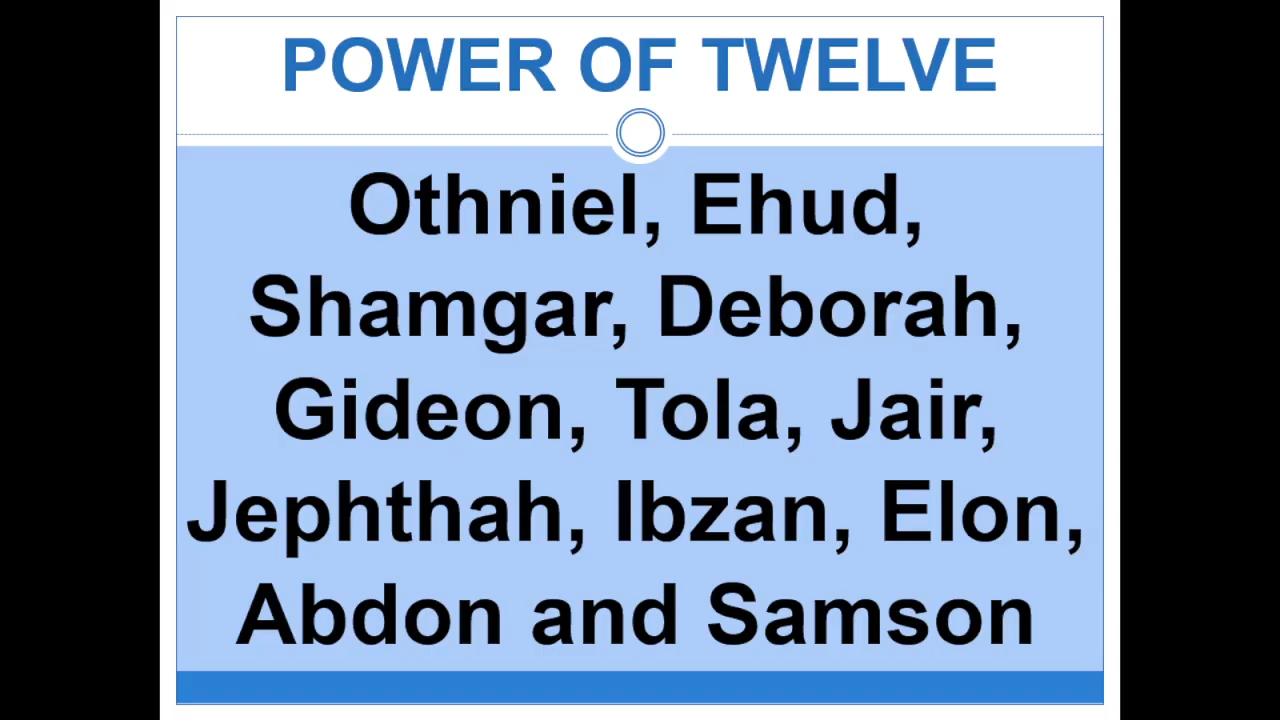 POWER OF TWELVE
Othniel, Ehud,
Shamgar, Deborah,
Gideon, Tola, Jair,
Jephthah, Ibzan, Elon,
Abdon and Samson